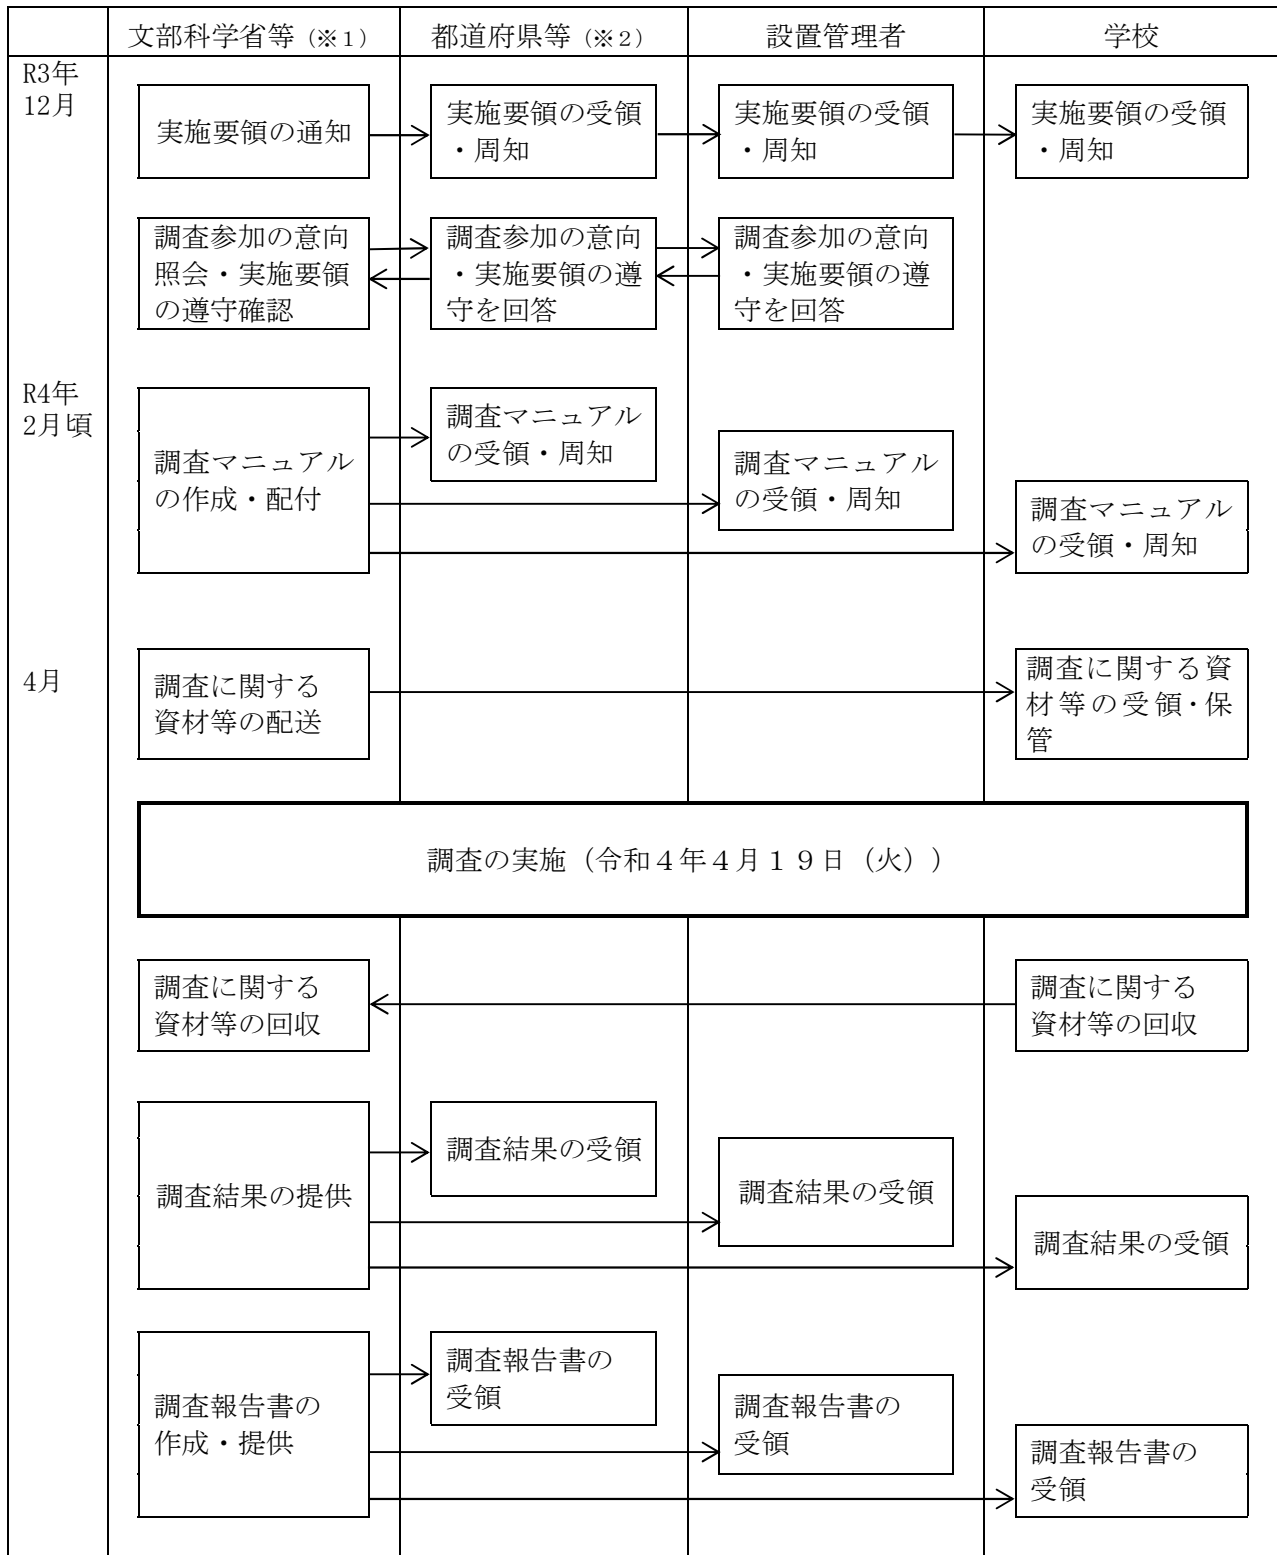 文部科学省等（※１）
都道府県等（※２）
設置管理者
学校
R3年
12月
実施要領の通知
実施要領の受領
・周知
実施要領の受領
・周知
実施要領の受領
・周知
調査参加の意向
照会・実施要領
の遵守確認
調査参加の意向
・実施要領の遵
守を回答
調査参加の意向
・実施要領の遵
守を回答
R4年
2月頃
調査マニュアル
の作成・配付
調査マニュアル
の受領・周知
調査マニュアル
の受領・周知
調査マニュアル
の受領・周知
4月
調査に関する
資材等の配送
調査に関する資
材等の受領・保
管
調査の実施（令和４年４月１９日（火））
調査に関する
資材等の回収
調査に関する
資材等の回収
調査結果の提供
調査結果の受領
調査結果の受領
調査結果の受領
調査報告書の
作成・提供
調査報告書の
受領
調査報告書の
受領
調査報告書の
受領